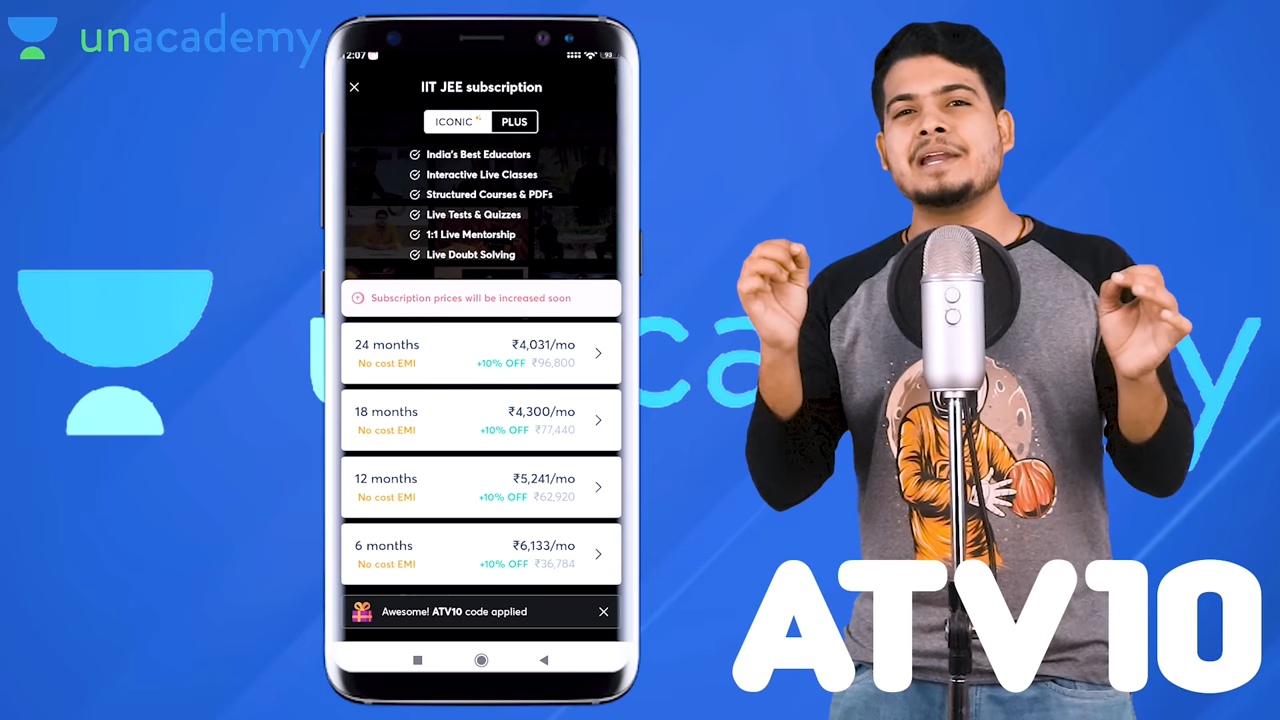 unacademy
12:07
93
IIT JEE subscription
ICONIC
PLUS
India's Best Educators
Interactive Live Classes
Structured Courses & PDFs
Live Tests & Quizzes
1:1 Live Mentorship
Live Doubt Solving
Subscription prices will be increased soon
24 months ₹4,031/mo
No cost EMI +10% OFF ₹96,800
18 months ₹4,300/mo
No cost EMI +10% OFF ₹77,440
12 months ₹5,241/mo
No cost EMI +10% OFF ₹62,920
6 months ₹6,133/mo
No cost EMI +10% OFF ₹36,784
Awesome! ATV10 code applied
ATV10